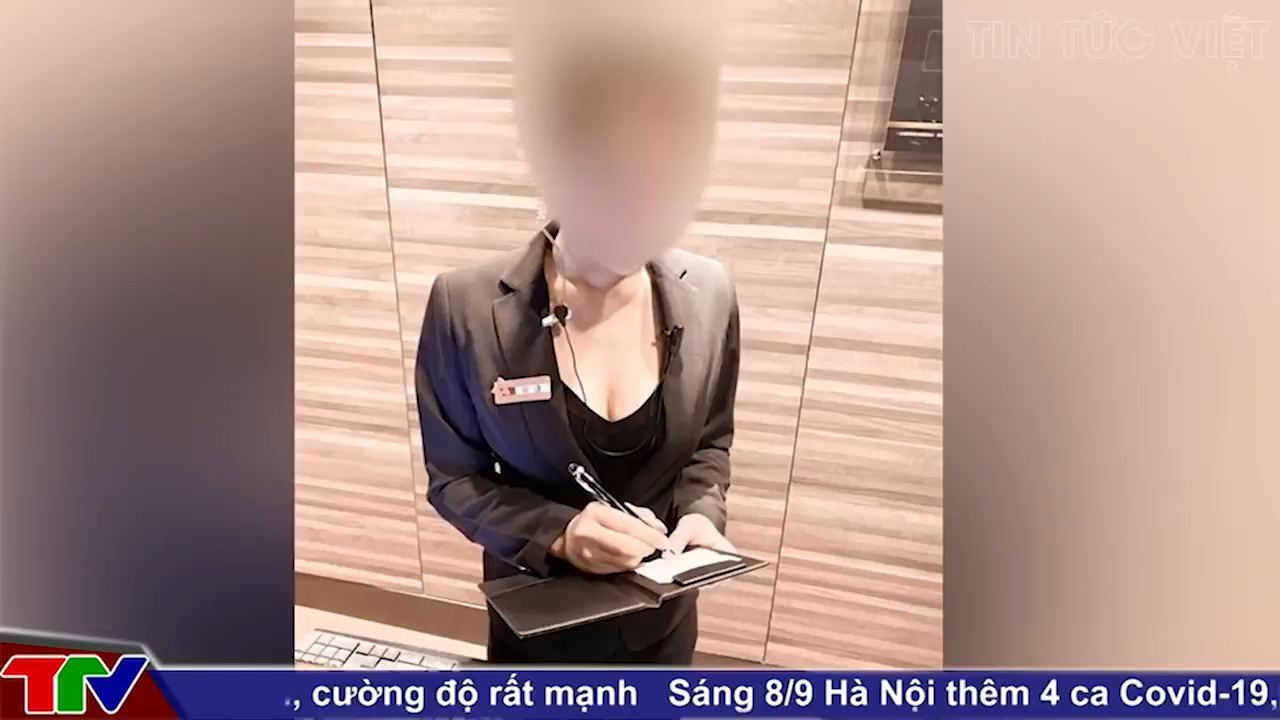 TIN TỨC VIỆT
TTV
, cường độ rất mạnh Sáng 8/9 Hà Nội thêm 4 ca Covid-19,